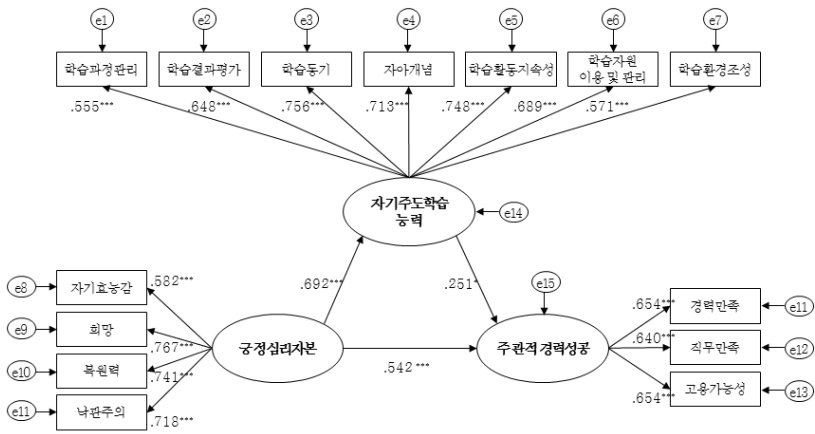 e1 e2 e3 e4 e5 e6 e7
학습과정관리 학습결과평가 학습동기 자아개념 학습활동지속성 학습자원 이용 및 관리 학습환경조성
.555*** .648*** .756*** .713*** .748*** .689*** .571***
자기주도학습
능력
e14
.692*** .251*
e15
e8 자기효능감 .582***
e9 희망
.767***
e10 복원력
.741***
e11 낙관주의
.718***
긍정심리자본
.542 ***
주관적 경력성공
.654*** 경력만족 e11
.640*** 직무만족 e12
.654*** 고용가능성 e13